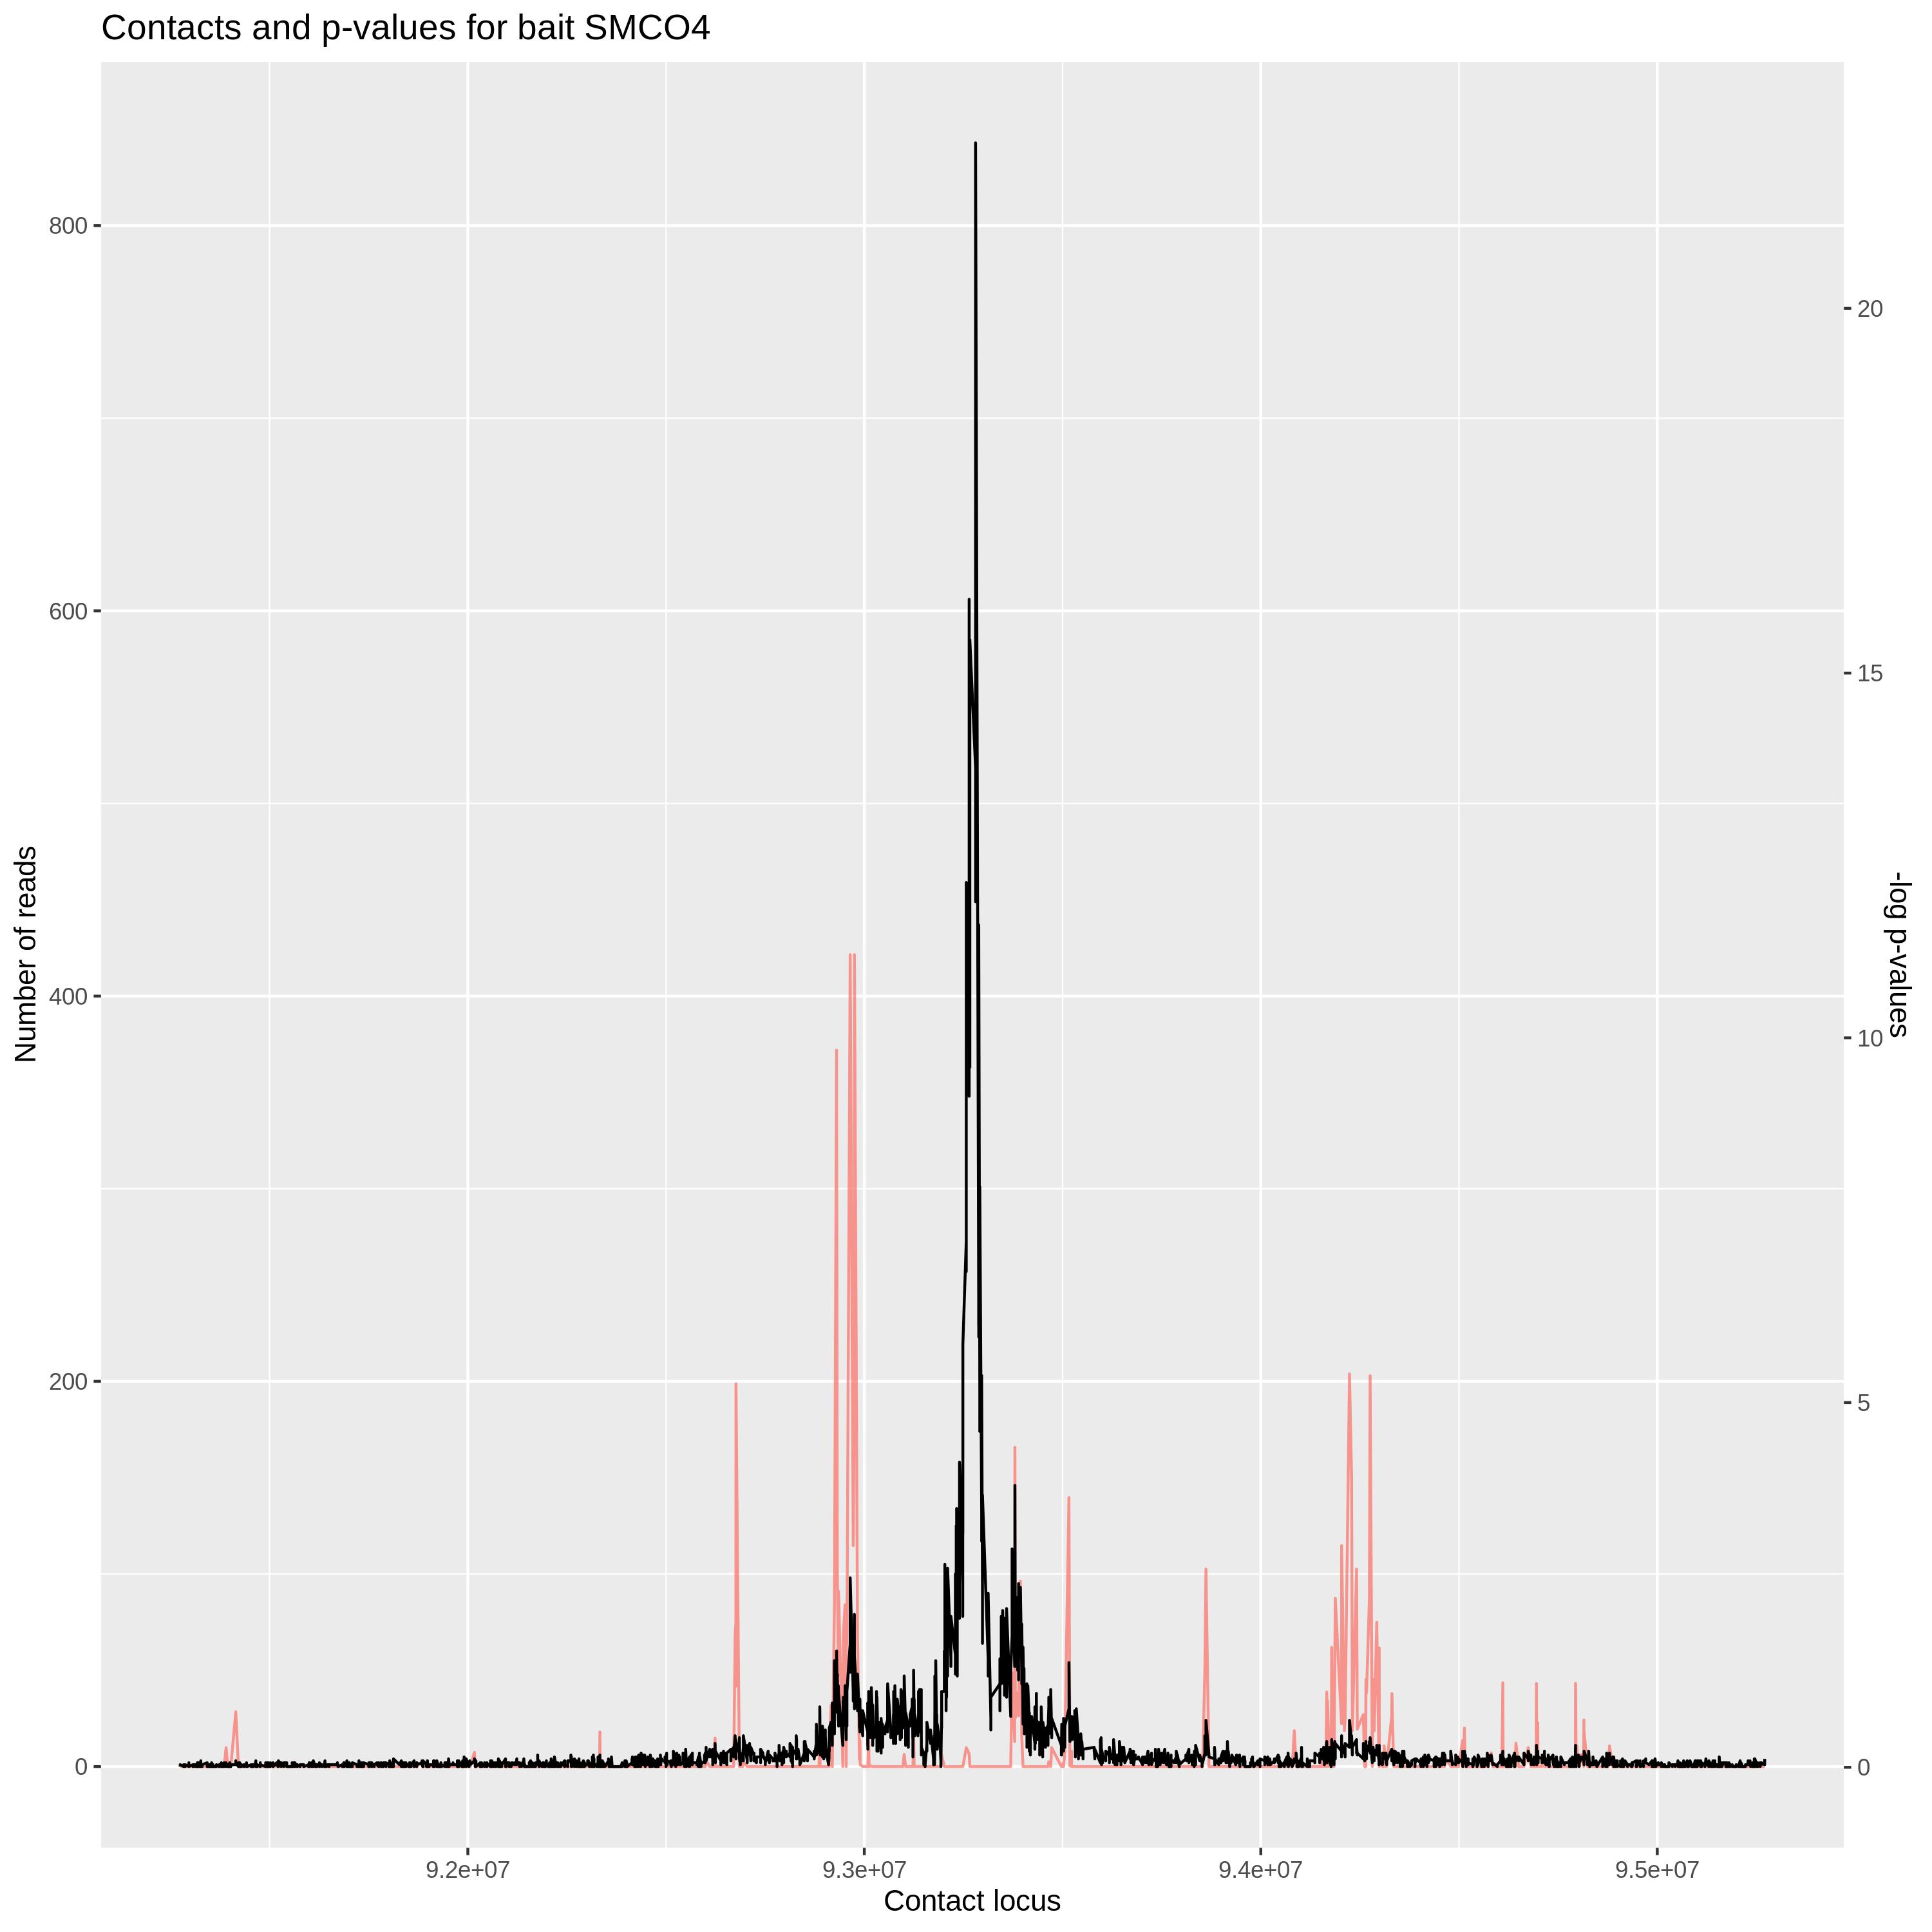 Contacts and p-values for bait SMCO4
Number of reads
800
600
400
200
0
20
15
10
5
0
-log p-values
9.2e+07
9.3e+07
9.4e+07
9.5e+07
Contact locus